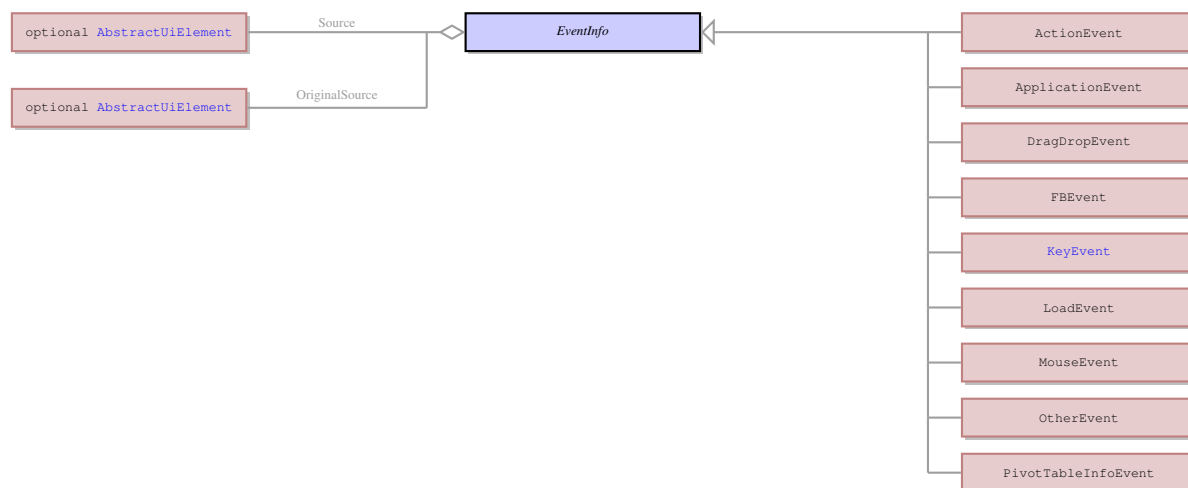 Source
optional AbstractUiElement
EventInfo
ActionEvent
ApplicationEvent
OriginalSource
optional AbstractUiElement
DragDropEvent
FBEvent
KeyEvent
LoadEvent
MouseEvent
OtherEvent
PivotTableInfoEvent